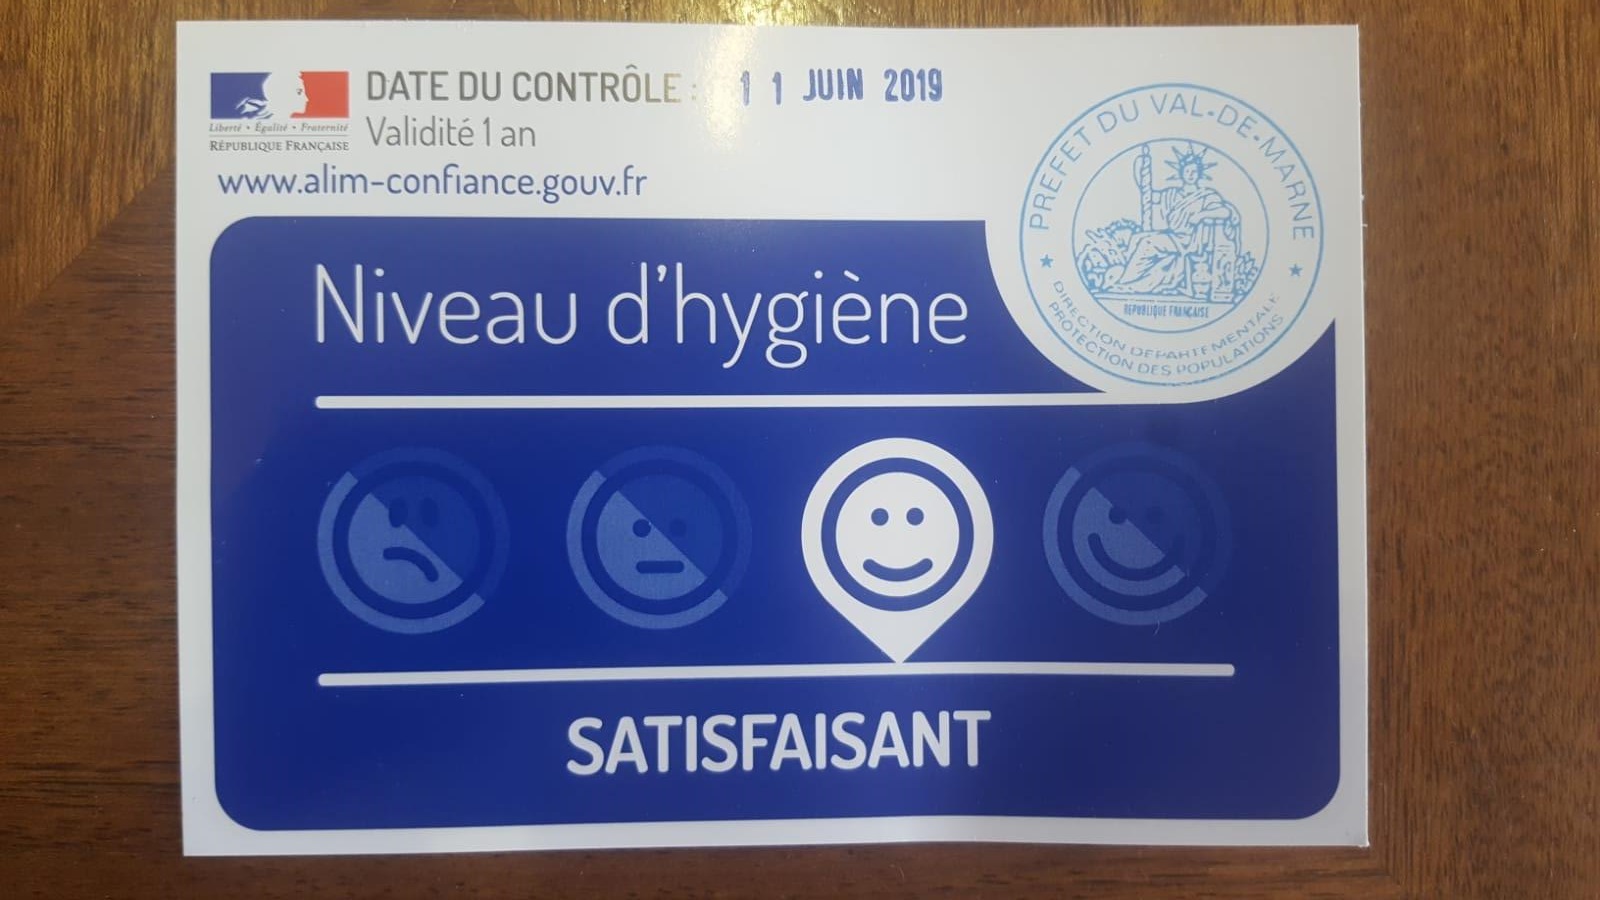 DATE DU CONTRÔLE : 11 JUIN 2019
Liberté • Égalité • Fraternité
RÉPUBLIQUE FRANÇAISE
Validité 1 an
www.alim-confiance.gouv.fr
PREFET DU VAL-DE-MARNE
REPUBLIQUE FRANÇAISE
DIRECTION DEPARTEMENTALE
PROTECTION DES POPULATIONS
Niveau d'hygiène
SATISFAISANT